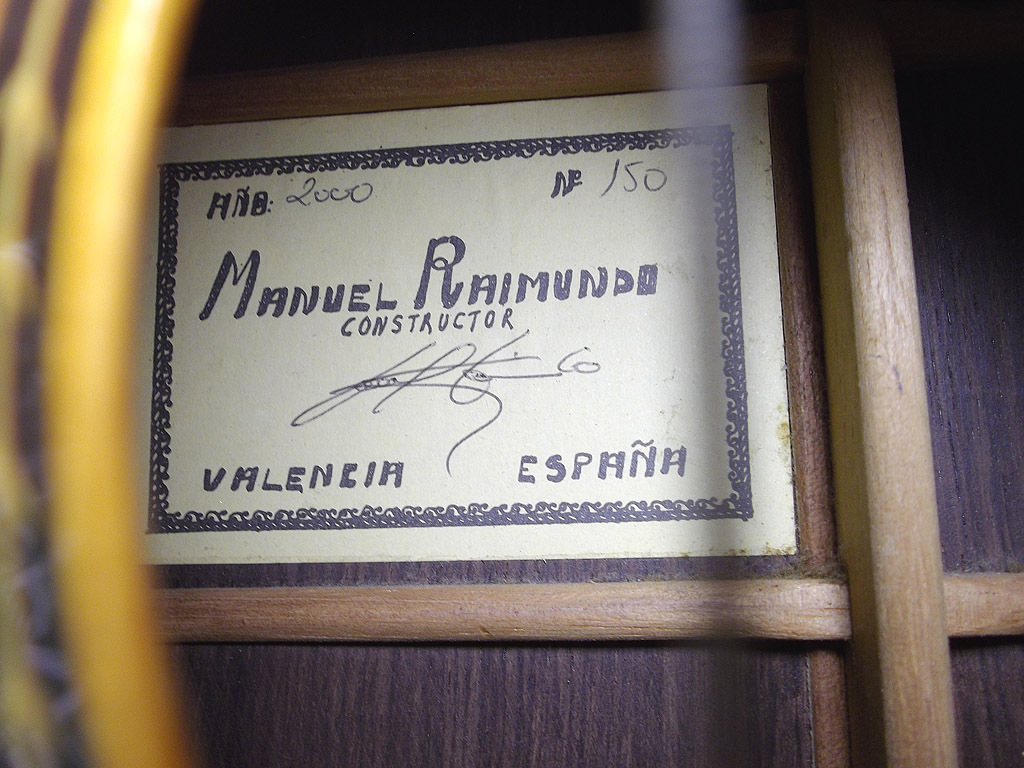 AÑO: 2000 Nº 150
MANUEL RAIMUNDO
CONSTRUCTOR
VALENCIA ESPAÑA